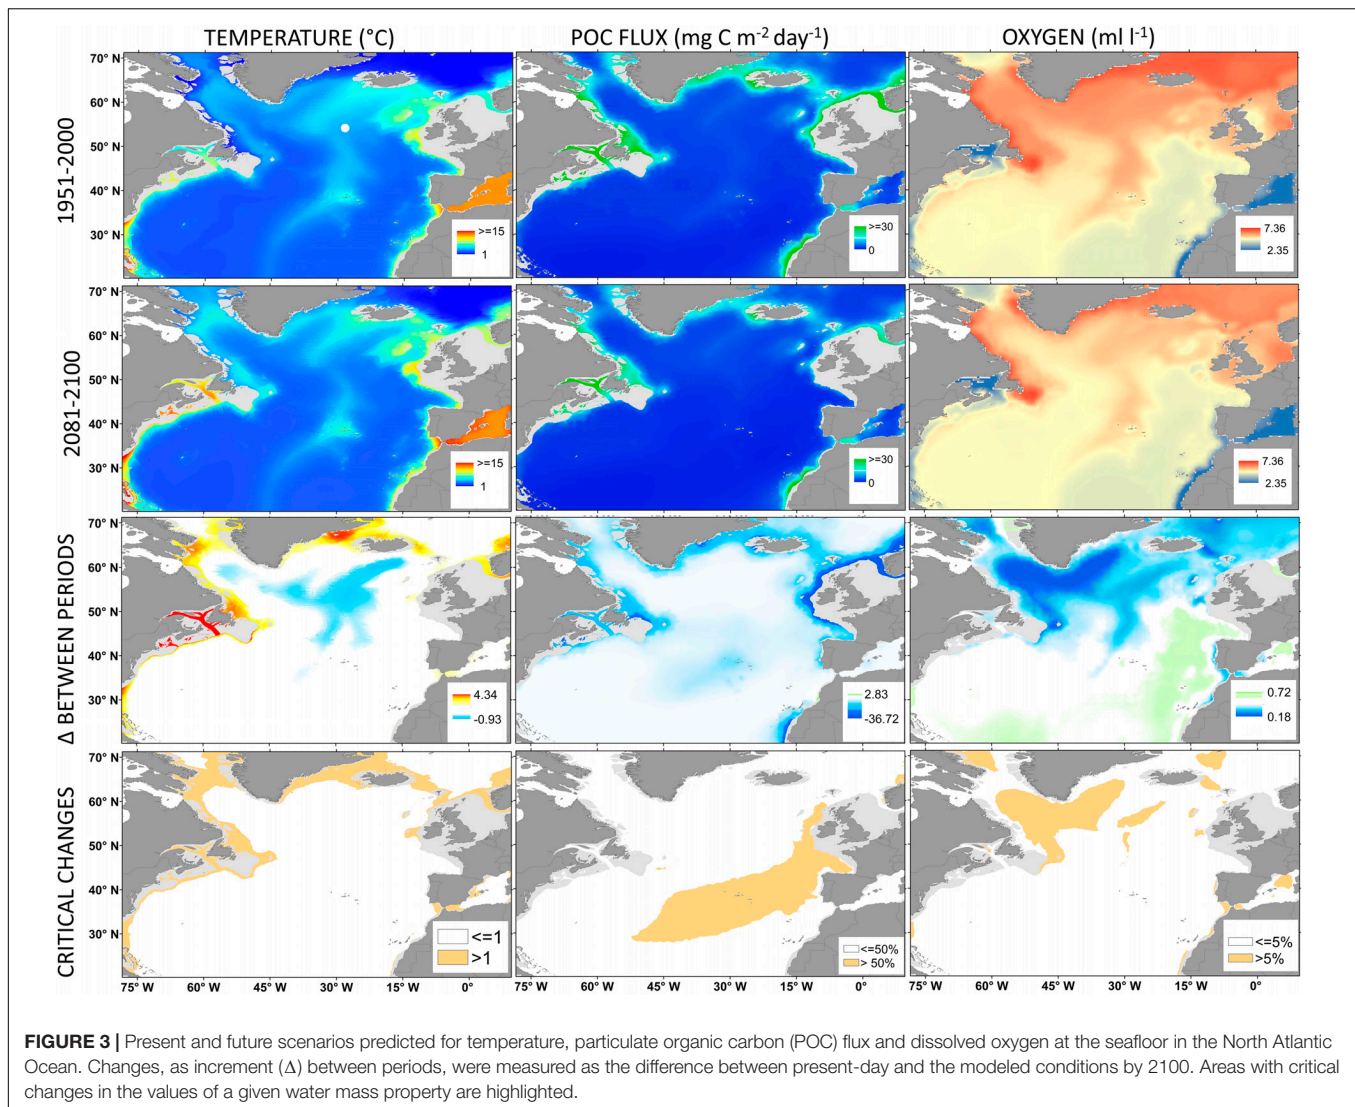 TEMPERATURE (°C)
POC FLUX (mg C m⁻² day⁻¹)
OXYGEN (ml l⁻¹)
1951-2000
70° N
60° N
50° N
40° N
30° N
>=15
1
>=30
0
7.36
2.35
2081-2100
70° N
60° N
50° N
40° N
30° N
>=15
1
>=30
0
7.36
2.35
Δ BETWEEN PERIODS
70° N
60° N
50° N
40° N
30° N
4.34
-0.93
2.83
-36.72
0.72
0.18
CRITICAL CHANGES
70° N
60° N
50° N
40° N
30° N
<=1
>1
<=50%
> 50%
<=5%
>5%
75° W 60° W 45° W 30° W 15° W 0°
75° W 60° W 45° W 30° W 15° W 0°
75° W 60° W 45° W 30° W 15° W 0°
FIGURE 3 | Present and future scenarios predicted for temperature, particulate organic carbon (POC) flux and dissolved oxygen at the seafloor in the North Atlantic
Ocean. Changes, as increment (Δ) between periods, were measured as the difference between present-day and the modeled conditions by 2100. Areas with critical
changes in the values of a given water mass property are highlighted.